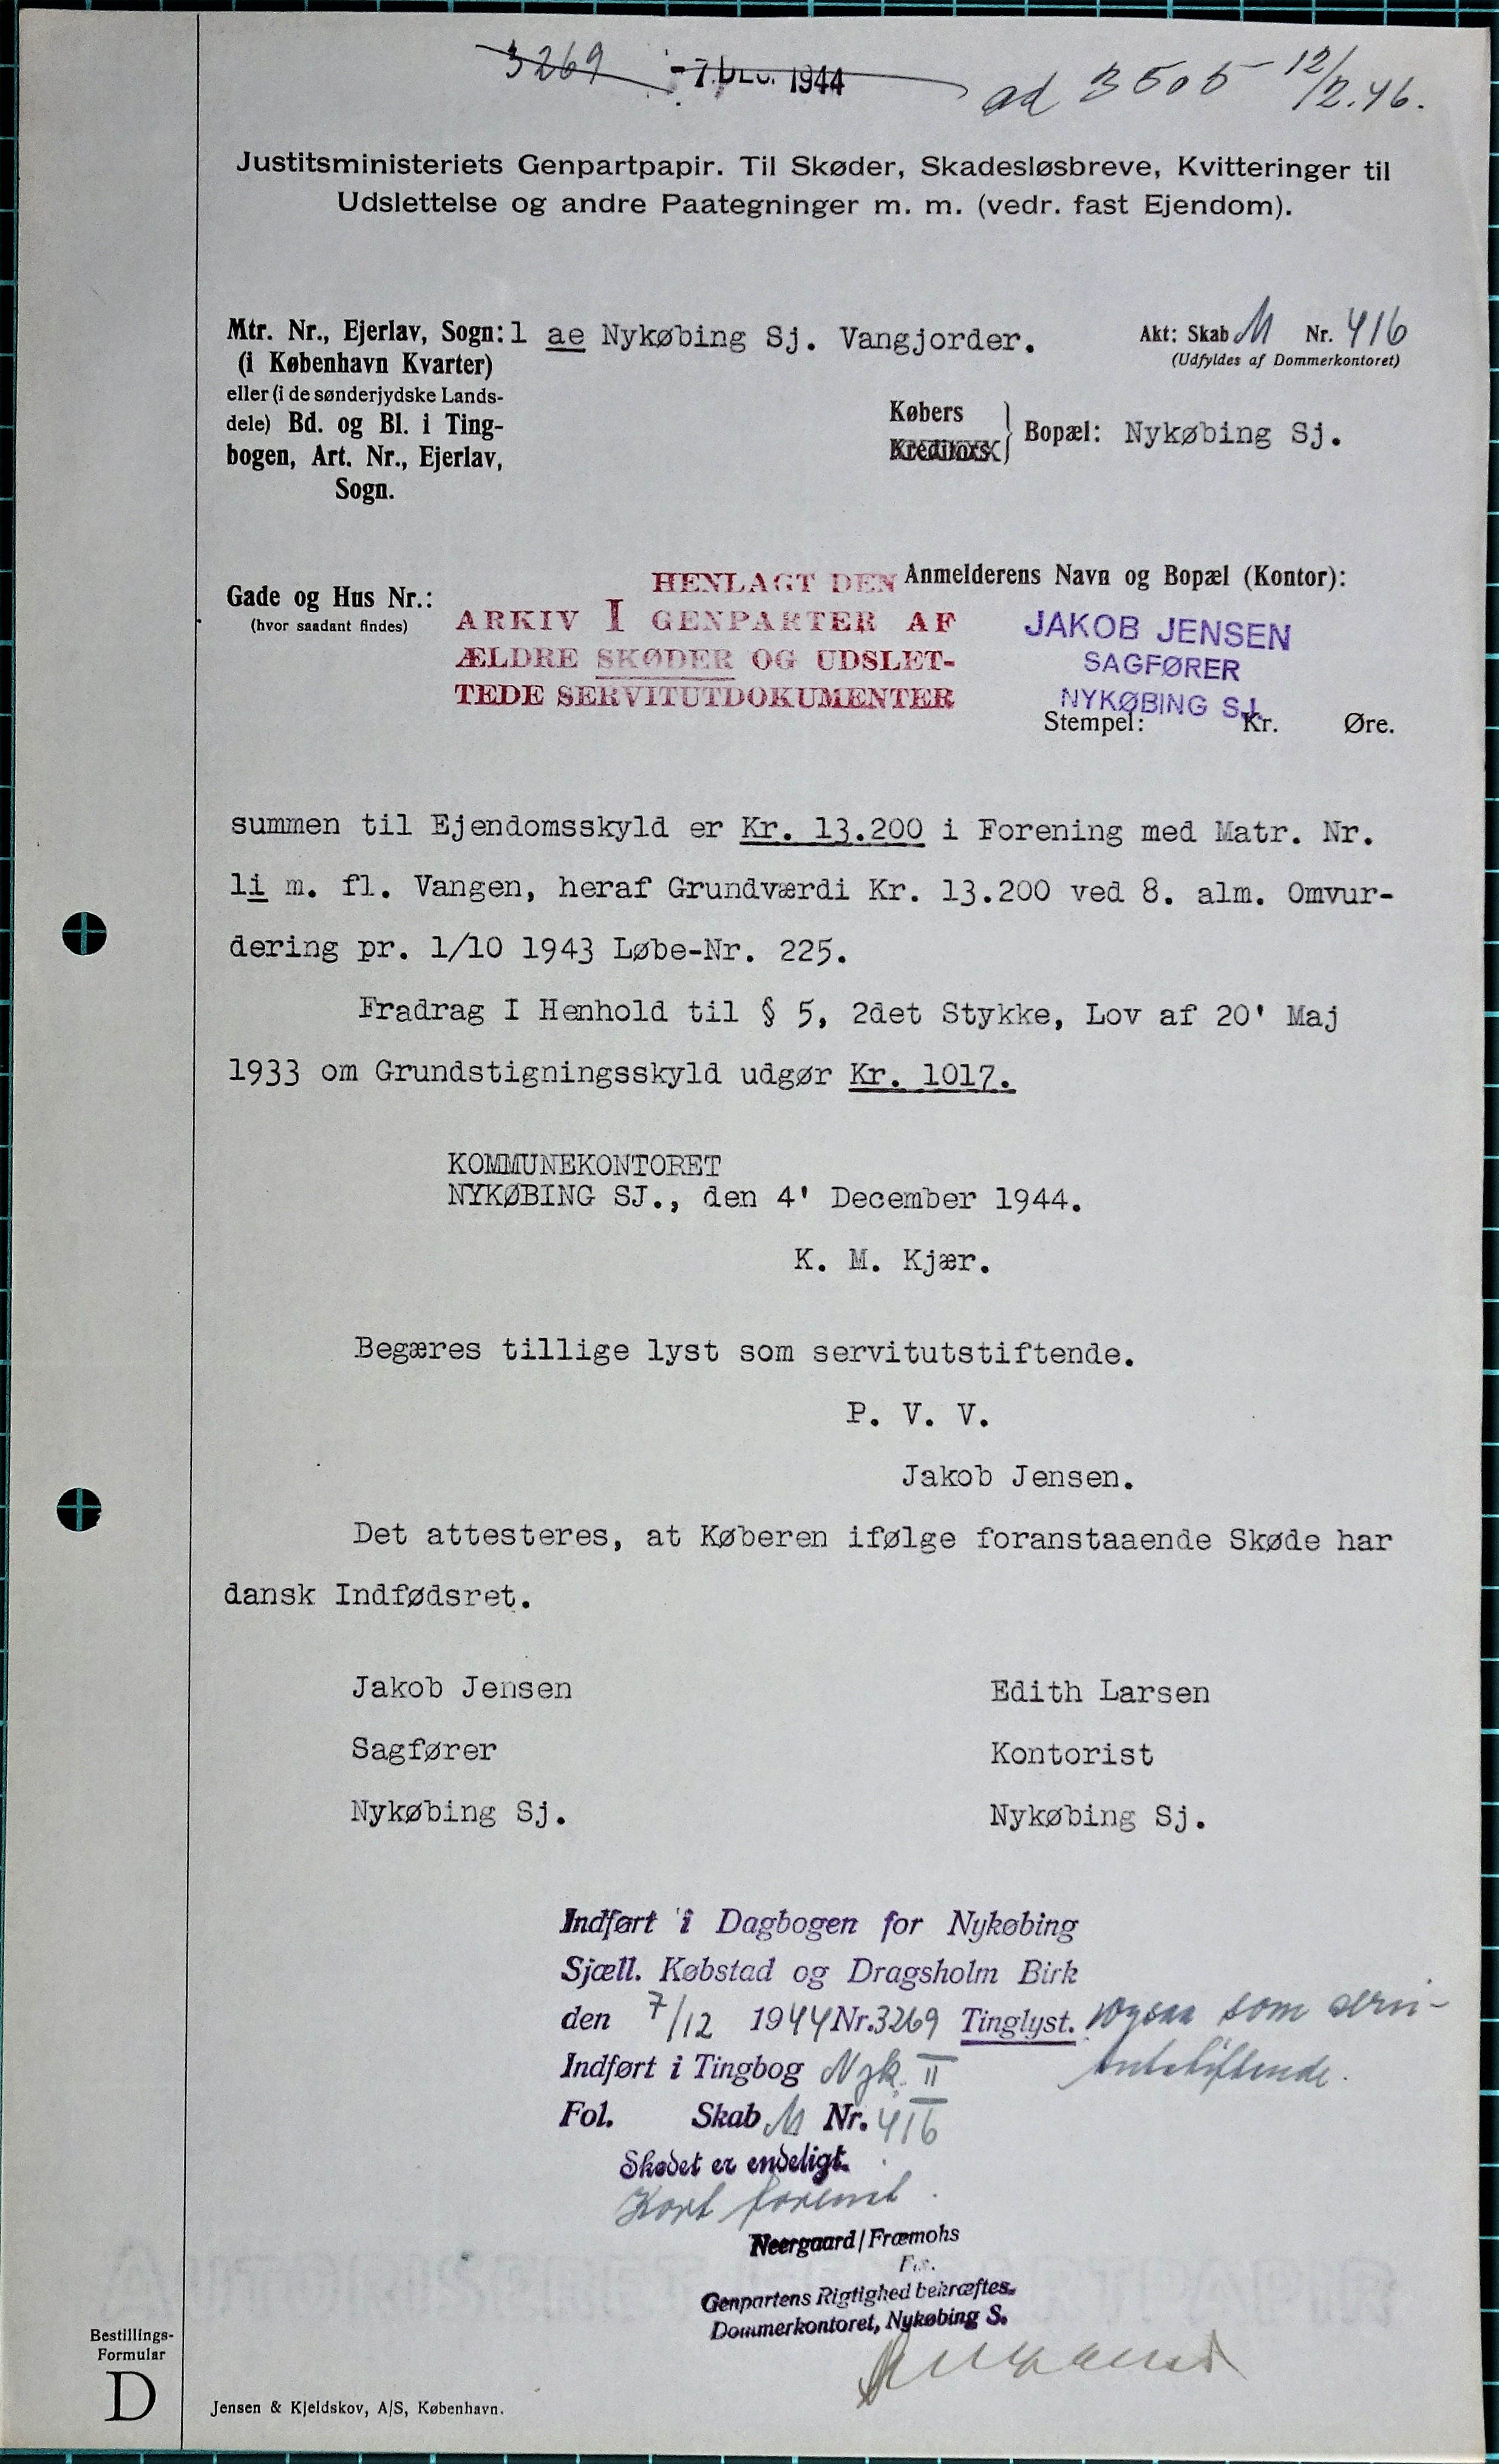 3269 - 7. DEC. 1944 ad 3505 12/2.46.
Justitsministeriets Genpartpapir. Til Skøder, Skadesløsbreve, Kvitteringer til
Udslettelse og andre Paategninger m. m. (vedr. fast Ejendom).
Mtr. Nr., Ejerlav, Sogn: 1 ae Nykøbing Sj. Vangjorder.
(i København Kvarter)
eller (i de sønderjydske Lands-
dele) Bd. og Bl. i Ting-
bogen, Art. Nr., Ejerlav,
Sogn.
Akt: Skab M Nr. 416
(Udfyldes af Dommerkontoret)
Købers
Kreditors
Bopæl: Nykøbing Sj.
Gade og Hus Nr.:
(hvor saadant findes)
HENLAGT DEN
ARKIV I GENPARTER AF
ÆLDRE SKØDER OG UDSLET-
TEDE SERVITUTDOKUMENTER
Anmelderens Navn og Bopæl (Kontor):
JAKOB JENSEN
SAGFØRER
NYKØBING SJ.
Stempel: Kr. Øre.
summen til Ejendomsskyld er Kr. 13.200 i Forening med Matr. Nr.
1i m. fl. Vangen, heraf Grundværdi Kr. 13.200 ved 8. alm. Omvur-
dering pr. 1/10 1943 Løbe-Nr. 225.
Fradrag I Henhold til § 5, 2det Stykke, Lov af 20' Maj
1933 om Grundstigningsskyld udgør Kr. 1017.
KOMMUNEKONTORET
NYKØBING SJ., den 4' December 1944.
K. M. Kjær.
Begæres tillige lyst som servitutstiftende.
P. V. V.
Jakob Jensen.
Det attesteres, at Køberen ifølge foranstaaende Skøde har
dansk Indfødsret.
Jakob Jensen
Sagfører
Nykøbing Sj.
Edith Larsen
Kontorist
Nykøbing Sj.
Indført i Dagbogen for Nykøbing
Sjæll. Købstad og Dragsholm Birk
den 7/12 1944 Nr. 3269 Tinglyst. ogsaa som servi-
tutstiftende.
Indført i Tingbog Nyk. II
Fol. Skab M Nr. 416
Skødet er endeligt.
Kort forevist.
Neergaard / Fræmohs
Genpartens Rigtighed bekræftes.
Dommerkontoret, Nykøbing S.
Bestillings-
Formular
D
Jensen & Kjeldskov, A/S, København.